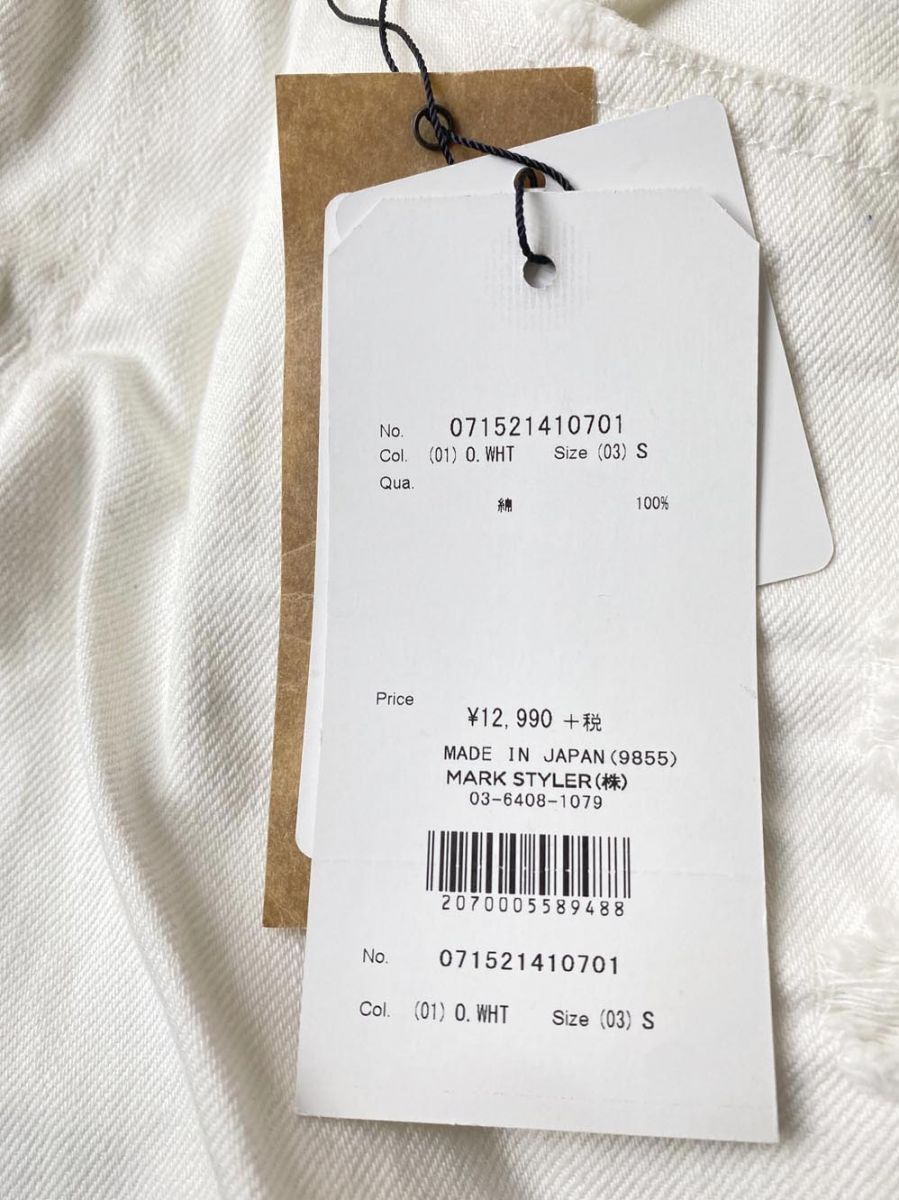 No. 071521410701
Col. (01) O. WHT Size (03) S
Qua.
綿 100%
Price
¥12,990 +税
MADE IN JAPAN(9855)
MARK STYLER(株)
03-6408-1079
2070005589488
No. 071521410701
Col. (01) O. WHT Size (03) S